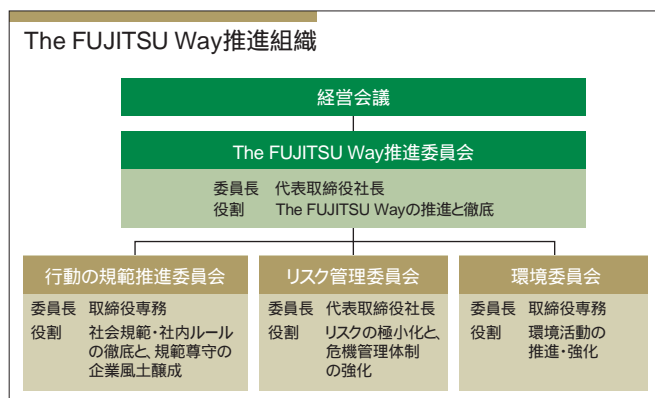 The FUJITSU Way推進組織
経営会議
The FUJITSU Way推進委員会
委員長 代表取締役社長
役割 The FUJITSU Wayの推進と徹底
行動の規範推進委員会
委員長 取締役専務
役割 社会規範・社内ルール
の徹底と、規範尊守の
企業風土醸成
リスク管理委員会
委員長 代表取締役社長
役割 リスクの極小化と、
危機管理体制
の強化
環境委員会
委員長 取締役専務
役割 環境活動の
推進・強化